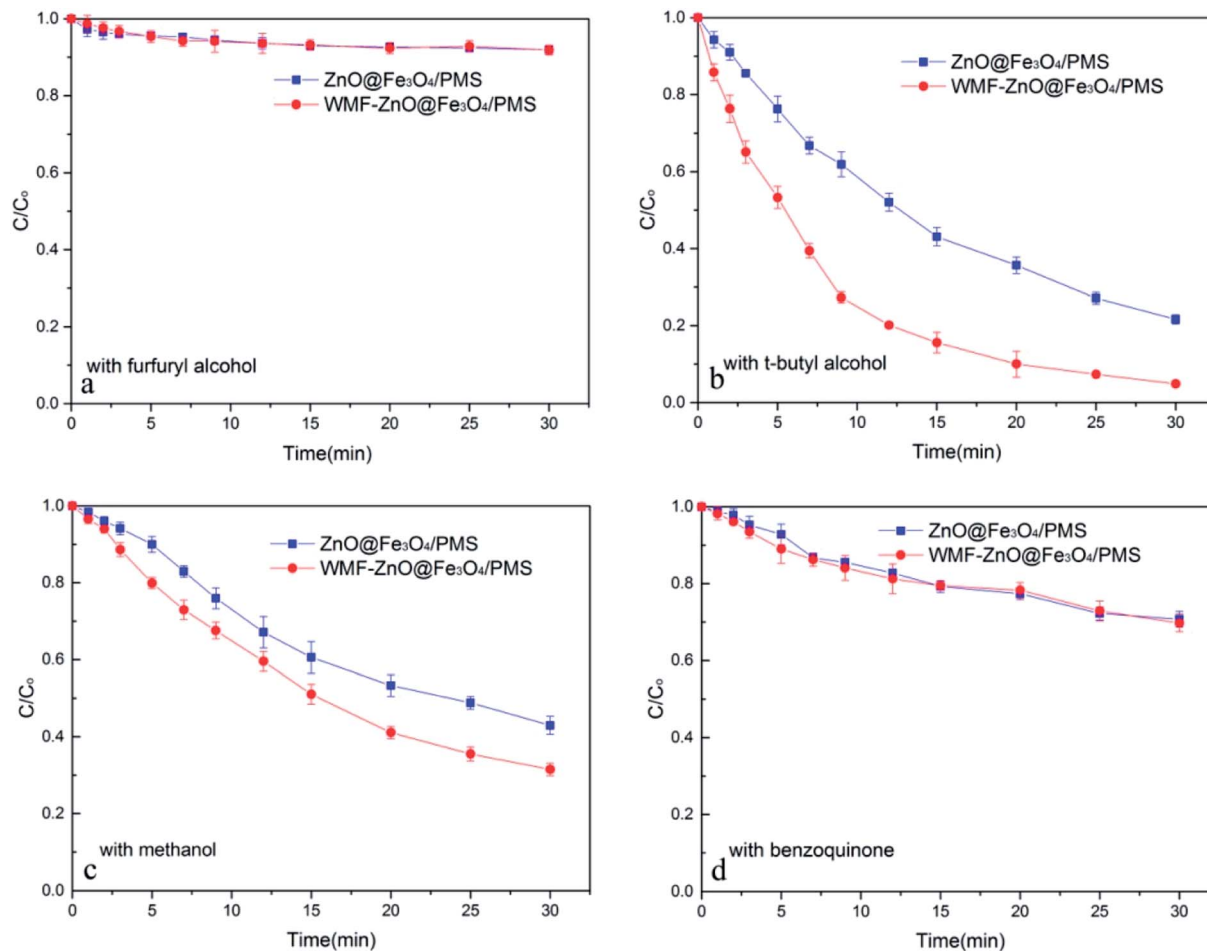 1.0
0.8
0.6
0.4
0.2
0.0
C/C₀
ZnO@Fe₃O₄/PMS
WMF-ZnO@Fe₃O₄/PMS
with furfuryl alcohol
a
0 5 10 15 20 25 30
Time(min)
1.0
0.8
0.6
0.4
0.2
0.0
C/C₀
ZnO@Fe₃O₄/PMS
WMF-ZnO@Fe₃O₄/PMS
with t-butyl alcohol
b
0 5 10 15 20 25 30
Time(min)
1.0
0.8
0.6
0.4
0.2
0.0
C/C₀
ZnO@Fe₃O₄/PMS
WMF-ZnO@Fe₃O₄/PMS
with methanol
c
0 5 10 15 20 25 30
Time(min)
1.0
0.8
0.6
0.4
0.2
0.0
C/C₀
ZnO@Fe₃O₄/PMS
WMF-ZnO@Fe₃O₄/PMS
with benzoquinone
d
0 5 10 15 20 25 30
Time(min)